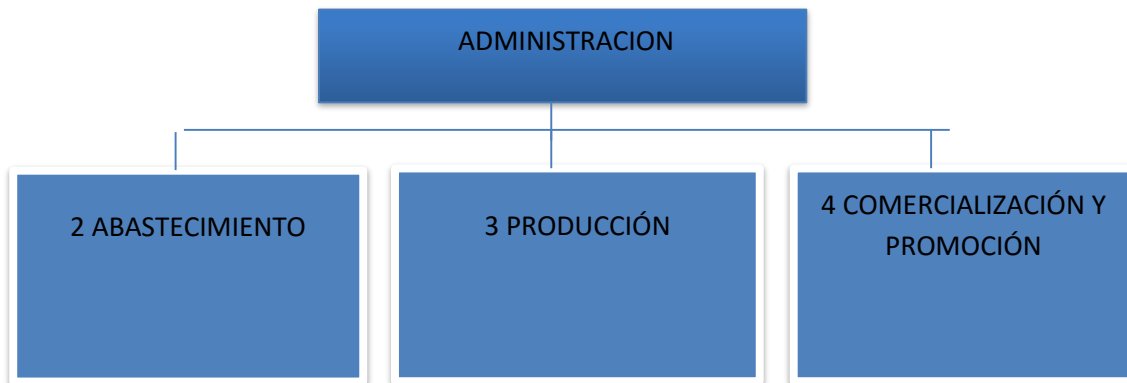 ADMINISTRACION
2 ABASTECIMIENTO
3 PRODUCCIÓN
4 COMERCIALIZACIÓN Y
PROMOCIÓN